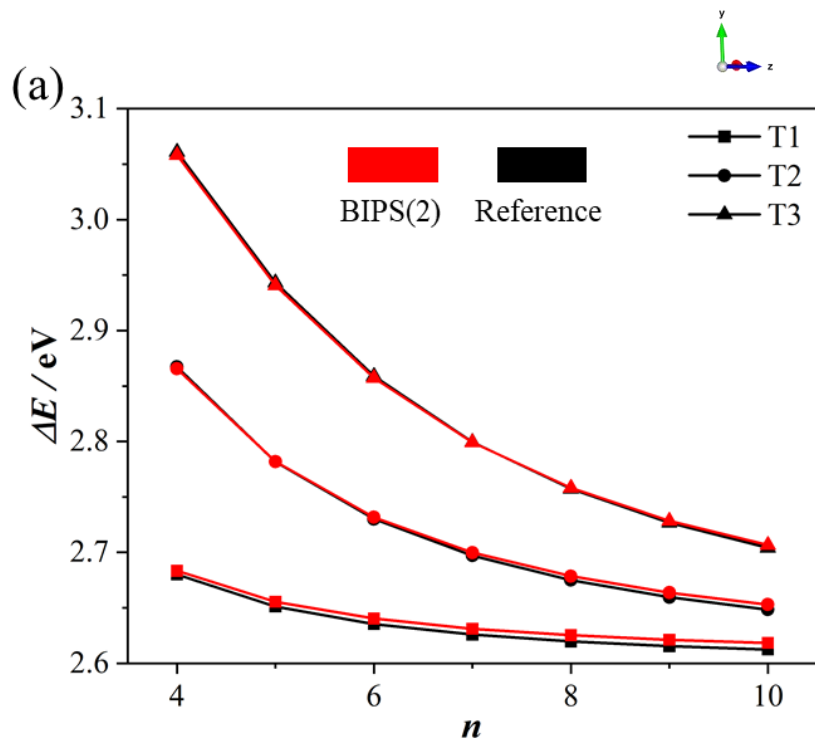 y
z
(a)
3.1
3.0
2.9
2.8
2.7
2.6
ΔE / eV
BIPS(2)
Reference
T1
T2
T3
4
6
8
10
n